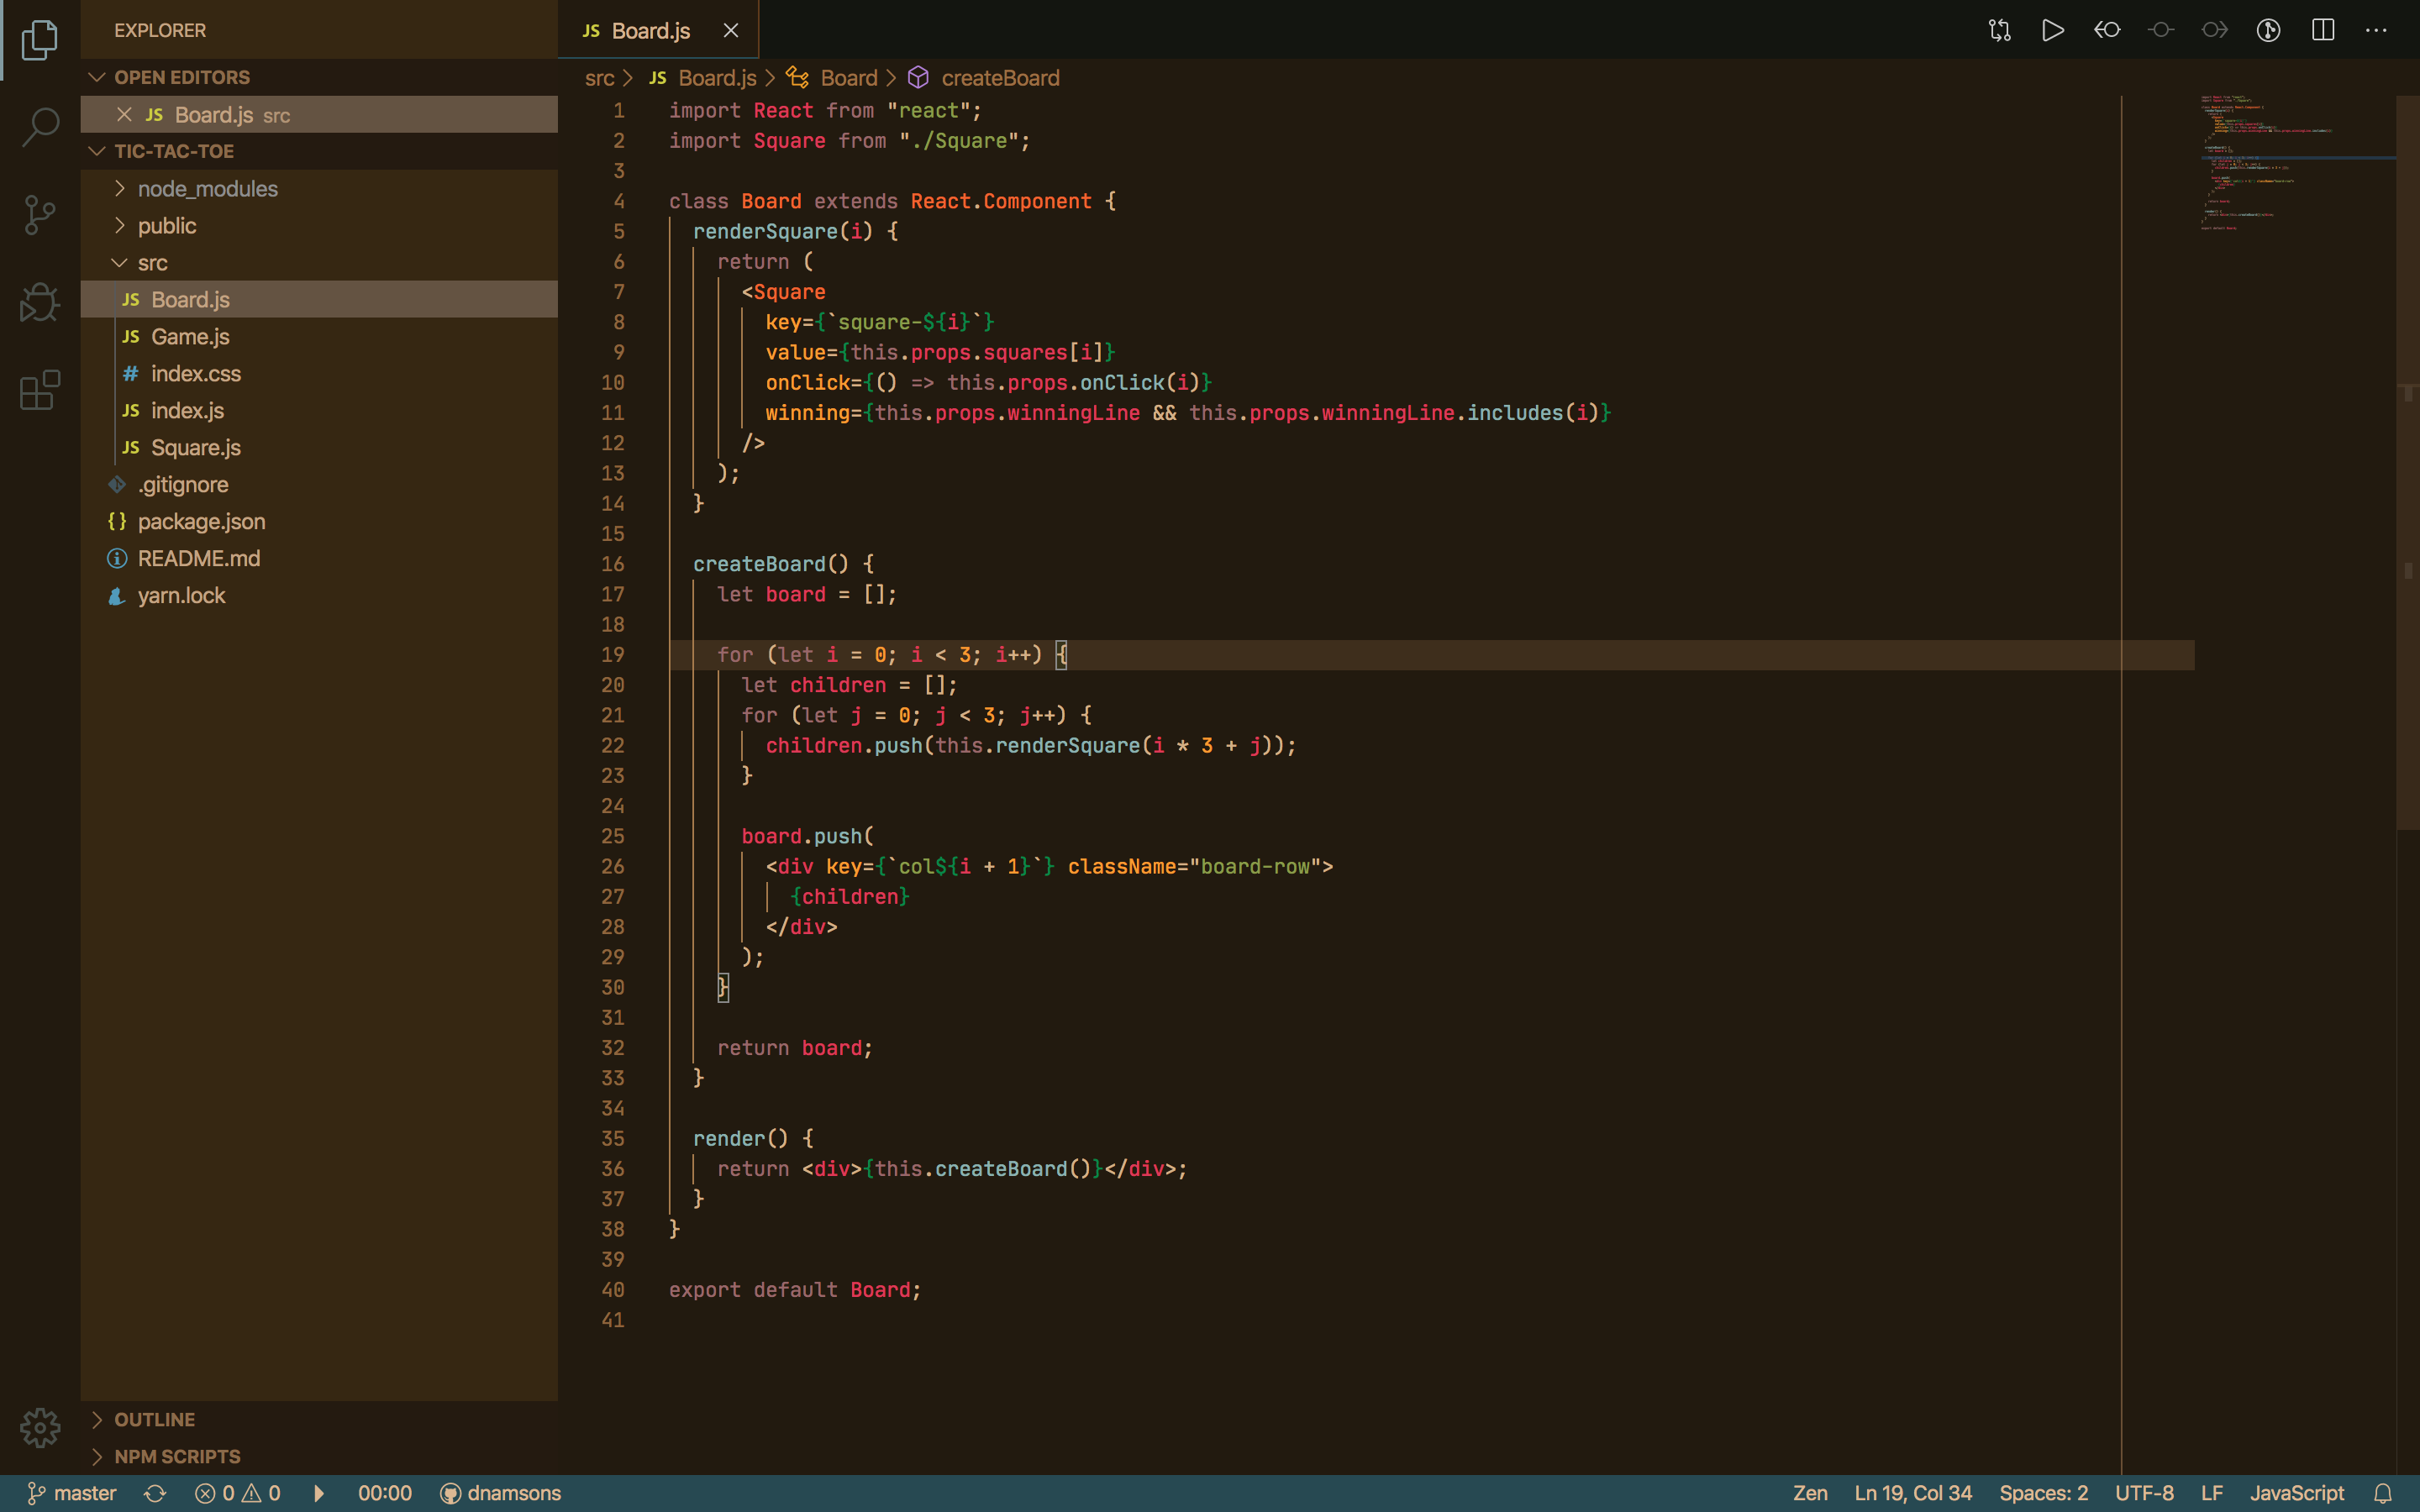 EXPLORER
OPEN EDITORS
JS Board.js src
TIC-TAC-TOE
node_modules
public
src
JS Board.js
JS Game.js
# index.css
JS index.js
JS Square.js
.gitignore
{} package.json
README.md
yarn.lock
OUTLINE
NPM SCRIPTS
JS Board.js
src > JS Board.js > Board > createBoard
1 import React from "react";
2 import Square from "./Square";
3
4 class Board extends React.Component {
5   renderSquare(i) {
6     return (
7       <Square
8         key={`square-${i}`}
9         value={this.props.squares[i]}
10         onClick={() => this.props.onClick(i)}
11         winning={this.props.winningLine && this.props.winningLine.includes(i)}
12       />
13     );
14   }
15
16   createBoard() {
17     let board = [];
18
19     for (let i = 0; i < 3; i++) {
20       let children = [];
21       for (let j = 0; j < 3; j++) {
22         children.push(this.renderSquare(i * 3 + j));
23       }
24
25       board.push(
26         <div key={`col${i + 1}`} className="board-row">
27           {children}
28         </div>
29       );
30     }
31
32     return board;
33   }
34
35   render() {
36     return <div>{this.createBoard()}</div>;
37   }
38 }
39
40 export default Board;
41
master 0 0 00:00 dnamsons Zen Ln 19, Col 34 Spaces: 2 UTF-8 LF JavaScript